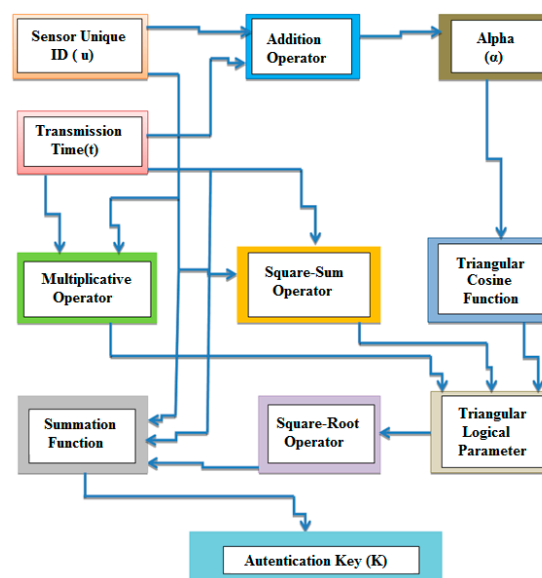 Sensor Unique
ID ( u)
Addition
Operator
Alpha
(α)
Transmission
Time(t)
Multiplicative
Operator
Square-Sum
Operator
Triangular
Cosine
Function
Summation
Function
Square-Root
Operator
Triangular
Logical
Parameter
Autentication Key (K)